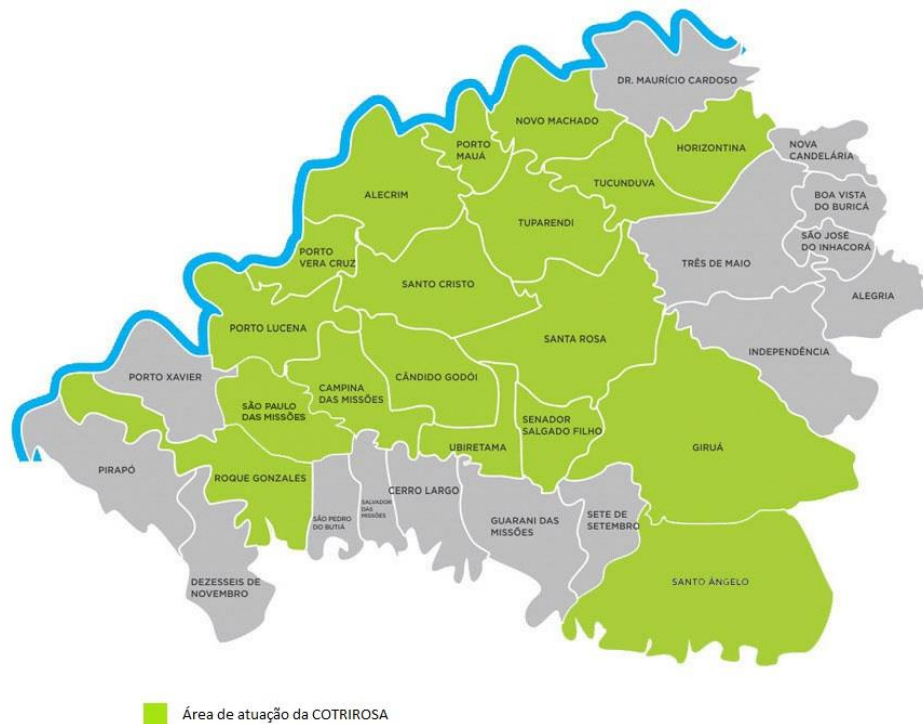 DR. MAURÍCIO CARDOSO
NOVO MACHADO
HORIZONTINA
NOVA
CANDELÁRIA
PORTO
MAUÁ
TUCUNDUVA
ALECRIM
BOA VISTA
DO BURICÁ
TUPARENDI
SÃO JOSÉ
DO INHACORÁ
PORTO
VERA CRUZ
TRÊS DE MAIO
SANTO CRISTO
ALEGRIA
PORTO LUCENA
SANTA ROSA
INDEPENDÊNCIA
PORTO XAVIER
CÂNDIDO GODÓI
CAMPINA
DAS MISSÕES
SÃO PAULO
DAS MISSÕES
SENADOR
SALGADO FILHO
UBIRETAMA
GIRUÁ
PIRAPÓ
ROQUE GONZALES
CERRO LARGO
SALVADOR
DAS
MISSÕES
SÃO PEDRO
DO BUTIÁ
GUARANI DAS
MISSÕES
SETE DE
SETEMBRO
DEZESSEIS DE
NOVEMBRO
SANTO ÂNGELO
Área de atuação da COTRIROSA